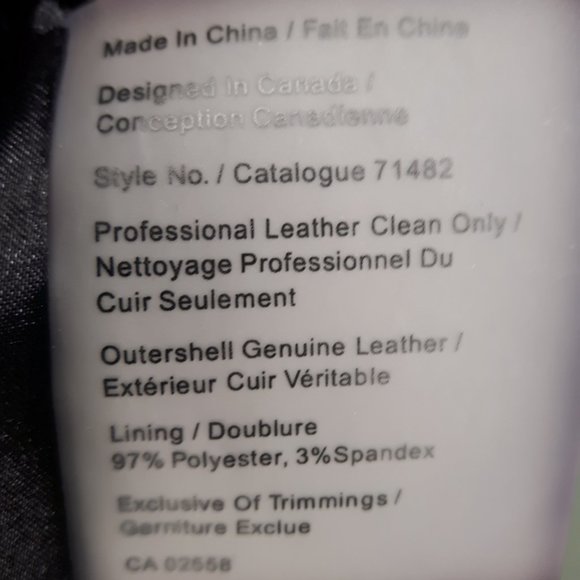 Made In China / Fait En Chine
Designed In Canada /
Conception Canadienne
Style No. / Catalogue 71482
Professional Leather Clean Only /
Nettoyage Professionnel Du
Cuir Seulement
Outershell Genuine Leather /
Extérieur Cuir Véritable
Lining / Doublure
97% Polyester, 3%Spandex
Exclusive Of Trimmings /
Garniture Exclue
CA 02558